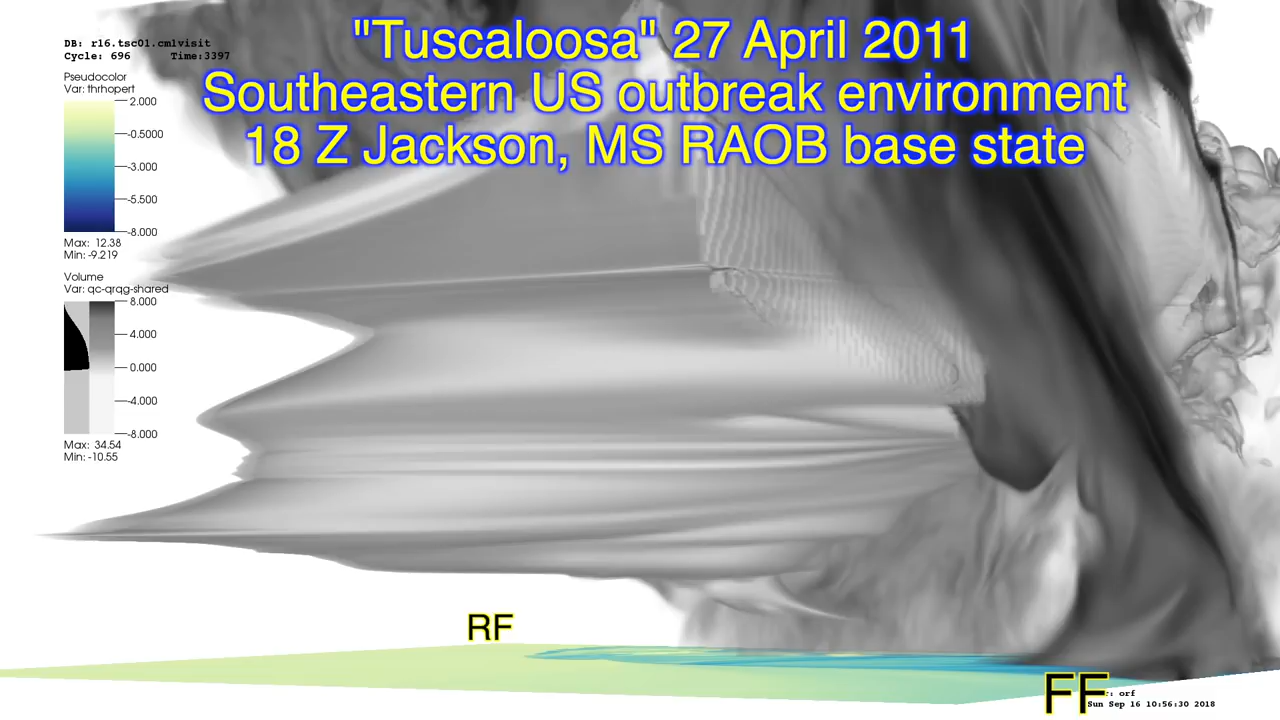 "Tuscaloosa" 27 April 2011
Southeastern US outbreak environment
18 Z Jackson, MS RAOB base state
DB: r16.tsc01.cm1visit
Cycle: 696 Time:3397
Pseudocolor
Var: thrhopert
2.000
-0.5000
-3.000
-5.500
-8.000
Max: 12.38
Min: -9.219
Volume
Var: qc-qrqg-shared
8.000
4.000
0.000
-4.000
-8.000
Max: 34.54
Min: -10.55
RF
FF
: orf
Sun Sep 16 10:56:30 2018